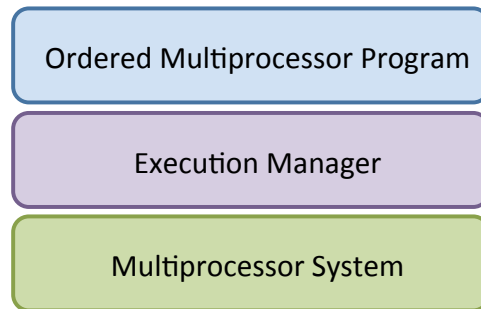 Ordered Multiprocessor Program
Execution Manager
Multiprocessor System